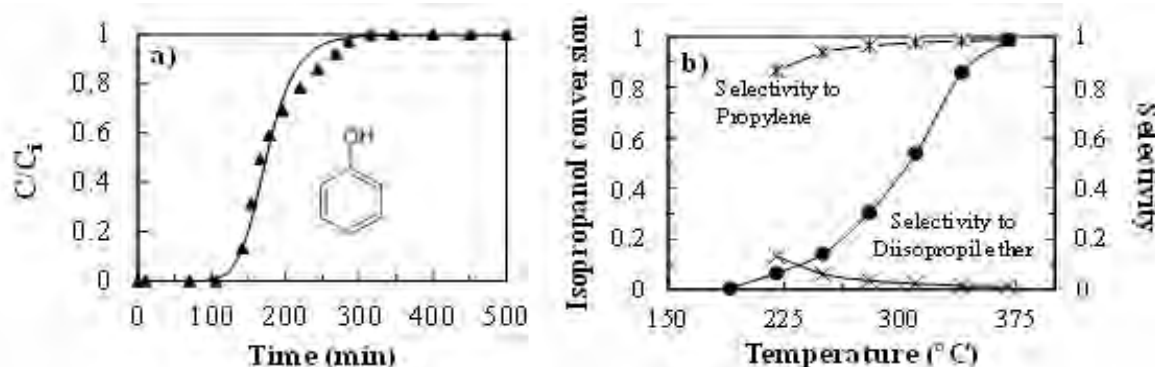 a)
C/Ci
1
0.8
0.6
0.4
0.2
0
OH
0 100 200 300 400 500
Time (min)
b)
Isopropanol conversion
1
0.8
0.6
0.4
0.2
0
Selectivity to
Propylene
Selectivity to
Diisopropilether
1
0.8
0.6
0.4
0.2
0
Selectivity
150 225 300 375
Temperature (°C)